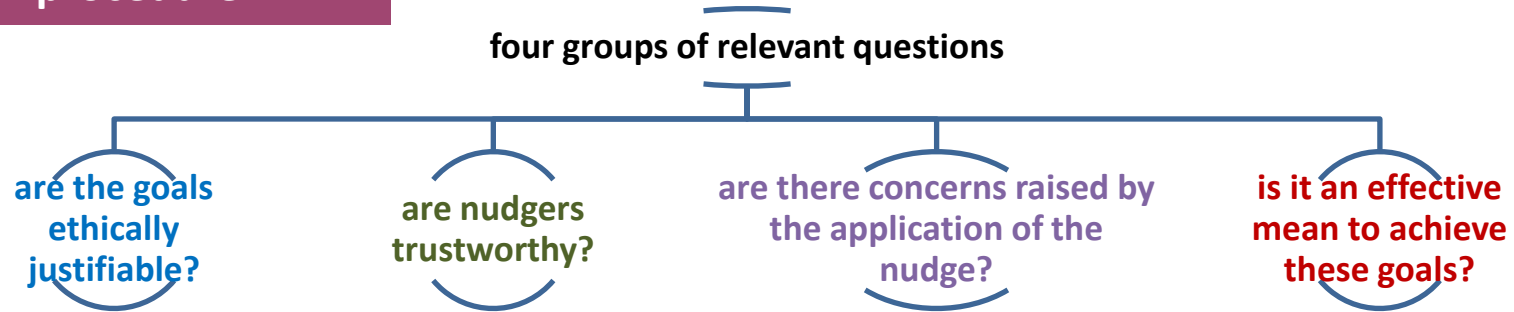 four groups of relevant questions
are the goals
ethically
justifiable?
are nudgers
trustworthy?
are there concerns raised by
the application of the
nudge?
is it an effective
mean to achieve
these goals?